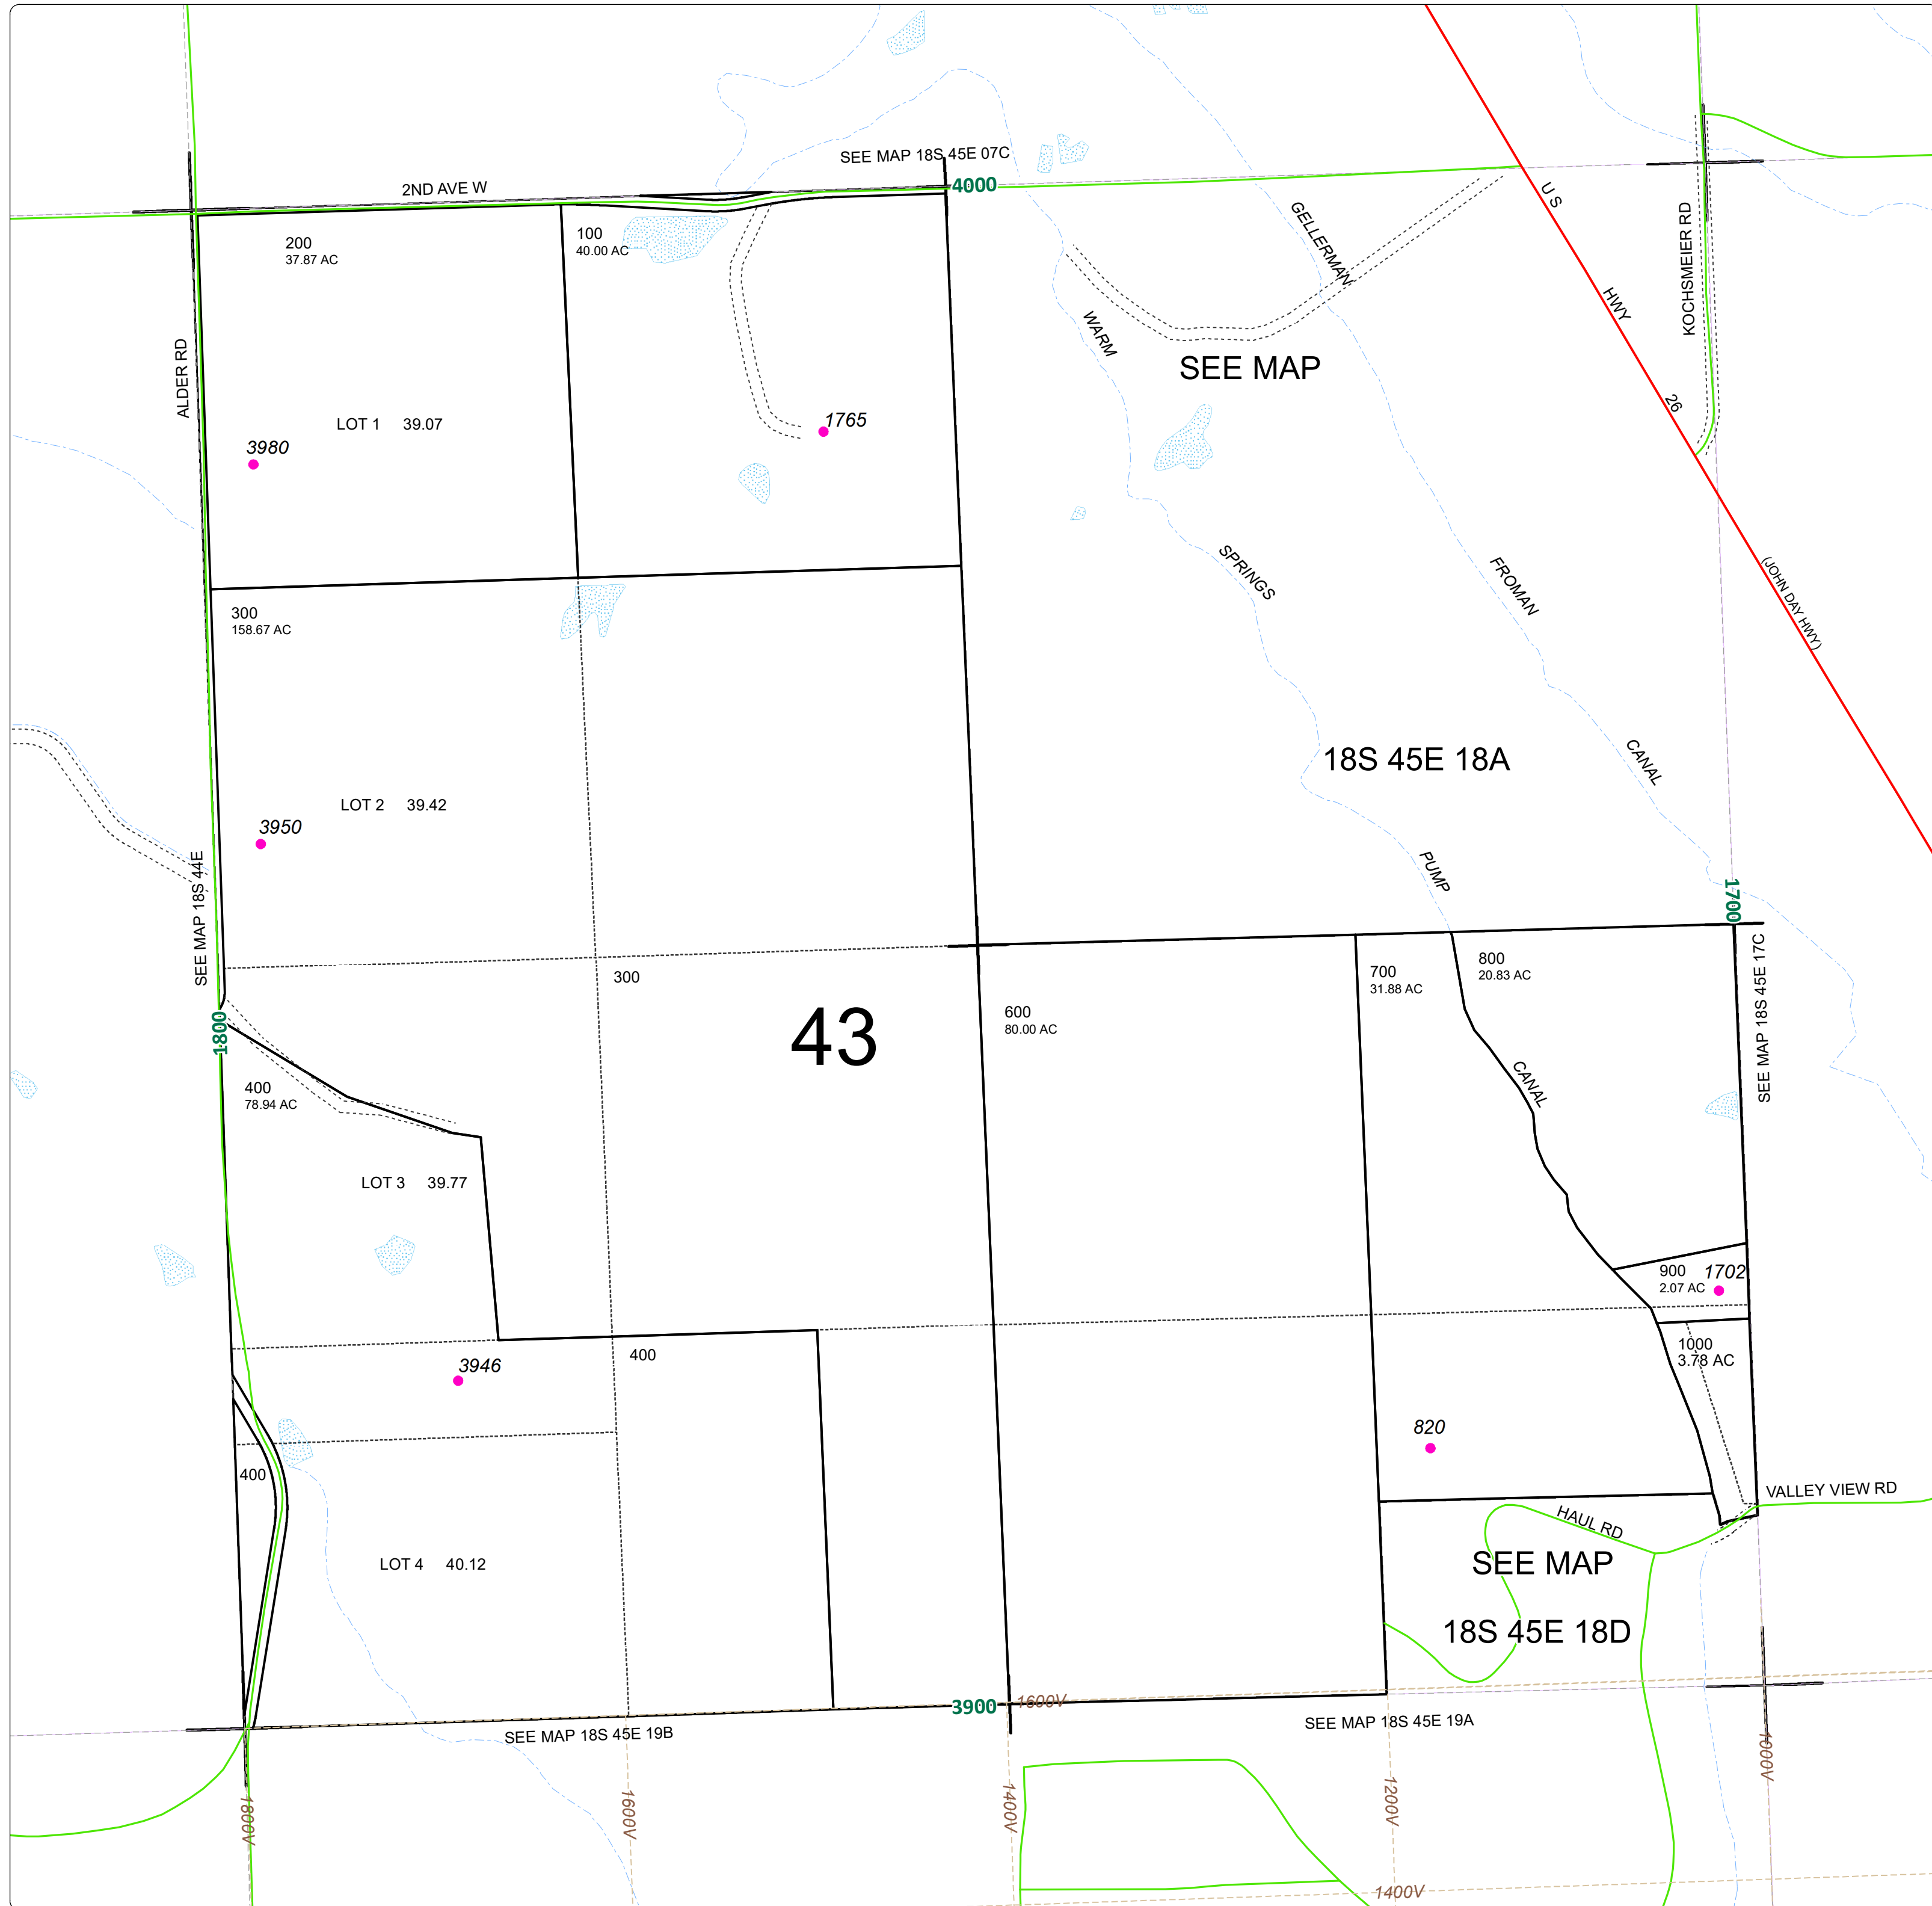 SEE MAP 18S 45E 07C
2ND AVE W
4000
U S
HWY
26
(JOHN DAY HWY)
KOCHSMEIER RD
GELLERMAN
FROMAN
CANAL
WARM
SPRINGS
PUMP
CANAL
200
37.87 AC
100
40.00 AC
ALDER RD
LOT 1 39.07
3980
1765
SEE MAP
18S 45E 18A
300
158.67 AC
LOT 2 39.42
3950
SEE MAP 18S 44E
1800
300
43
600
80.00 AC
700
31.88 AC
800
20.83 AC
1700
SEE MAP 18S 45E 17C
400
78.94 AC
LOT 3 39.77
900
2.07 AC
1702
1000
3.78 AC
3946
400
820
400
LOT 4 40.12
VALLEY VIEW RD
HAUL RD
SEE MAP
18S 45E 18D
3900
1600V
SEE MAP 18S 45E 19B
SEE MAP 18S 45E 19A
1800V
1600V
1400V
1200V
1000V
1400V